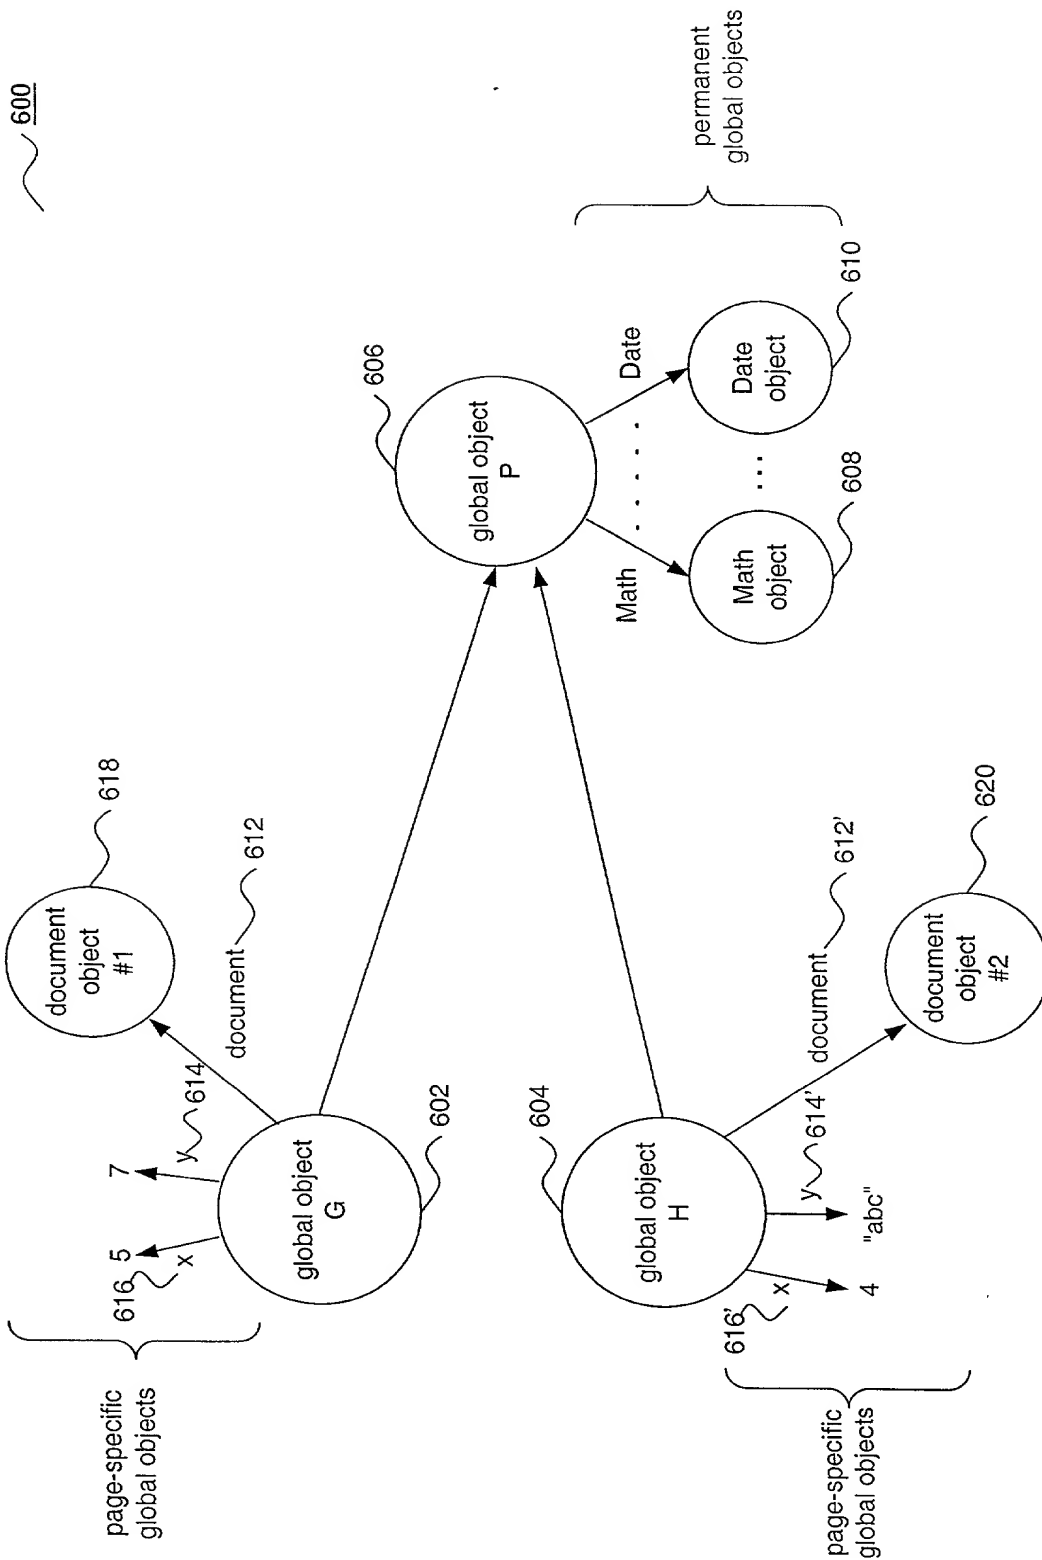 600
page-specific
global objects
616
x
5
7
y
614
document
object
#1
618
document
612
global object
G
602
global object
P
606
Math
Date
. . . . . .
Math
object
608
...
Date
object
610
permanent
global objects
604
global object
H
616'
x
4
y
614'
"abc"
document
612'
document
object
#2
620
page-specific
global objects